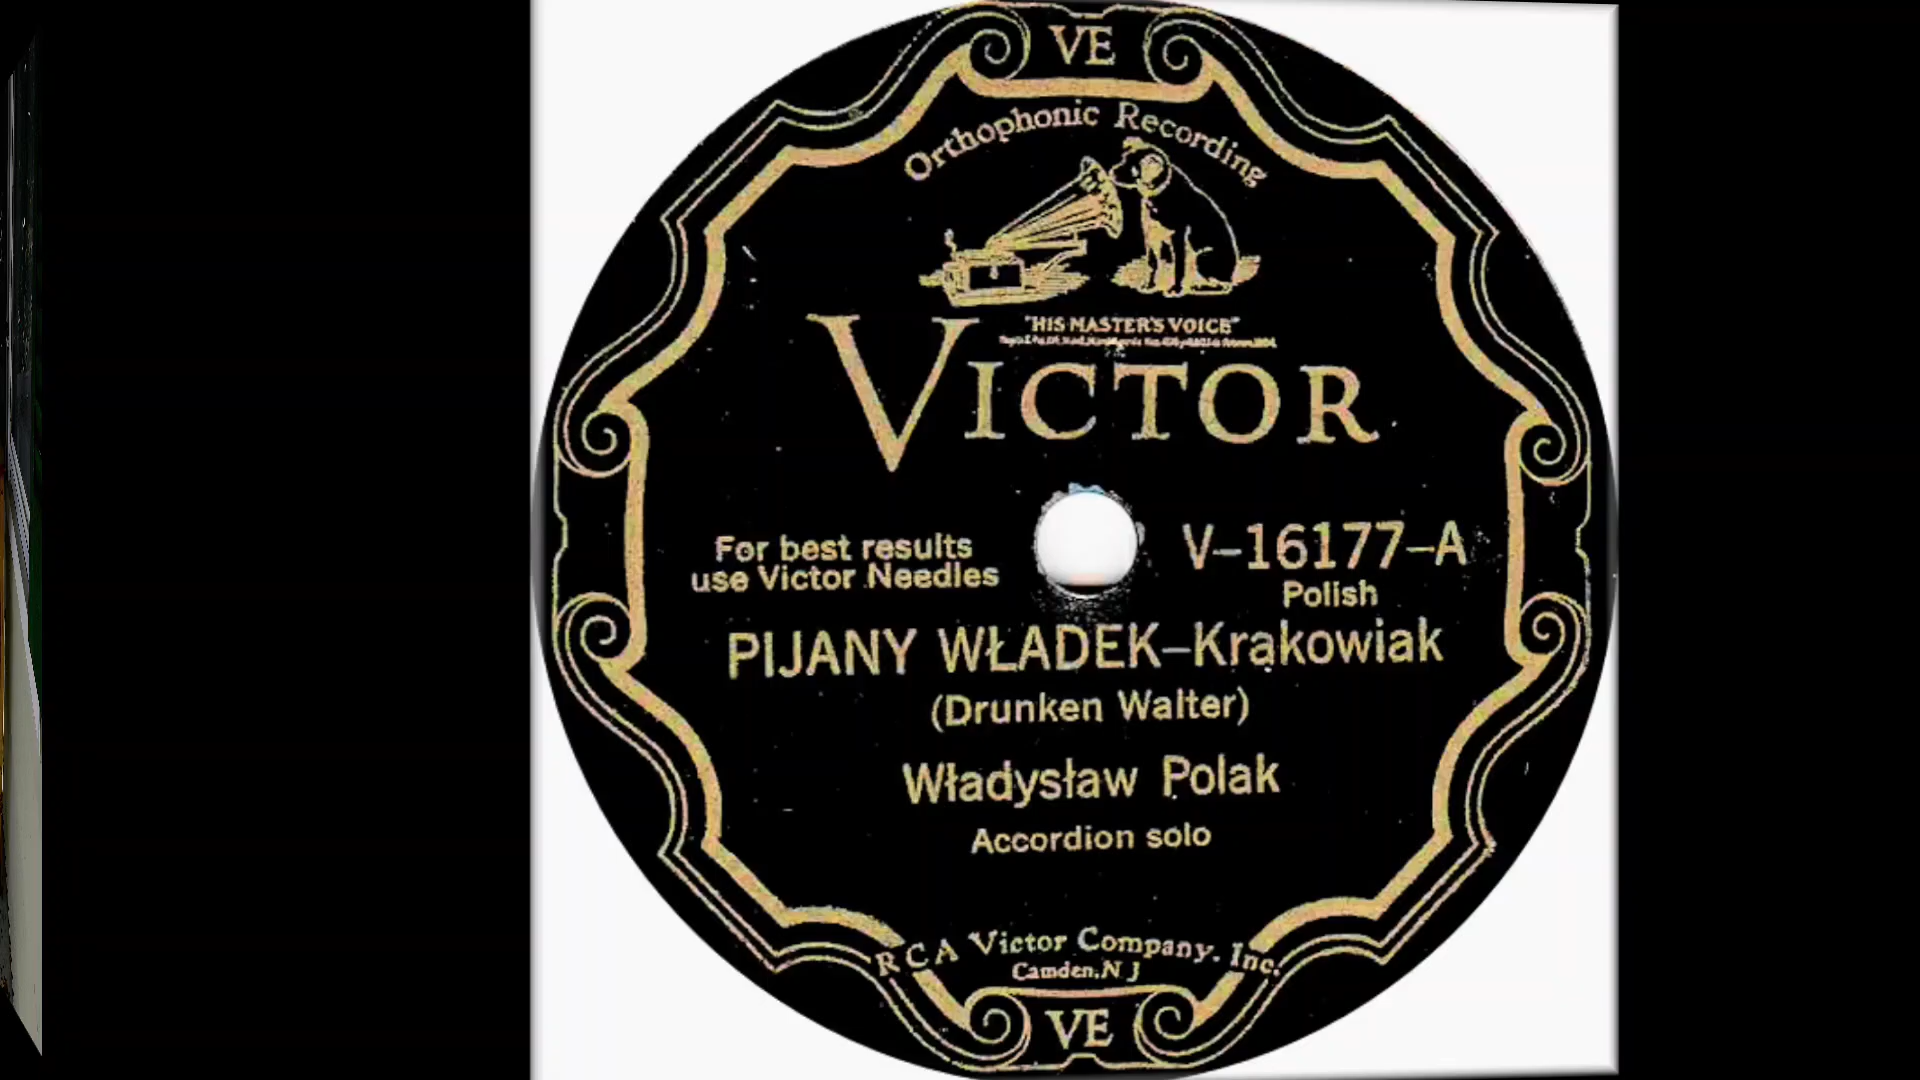 VE
Orthophonic Recording
"HIS MASTER'S VOICE"
VICTOR
For best results
use Victor Needles
V-16177-A
Polish
PIJANY WŁADEK-Krakowiak
(Drunken Walter)
Władysław Polak
Accordion solo
RCA Victor Company. Inc.
Camden, N J
VE